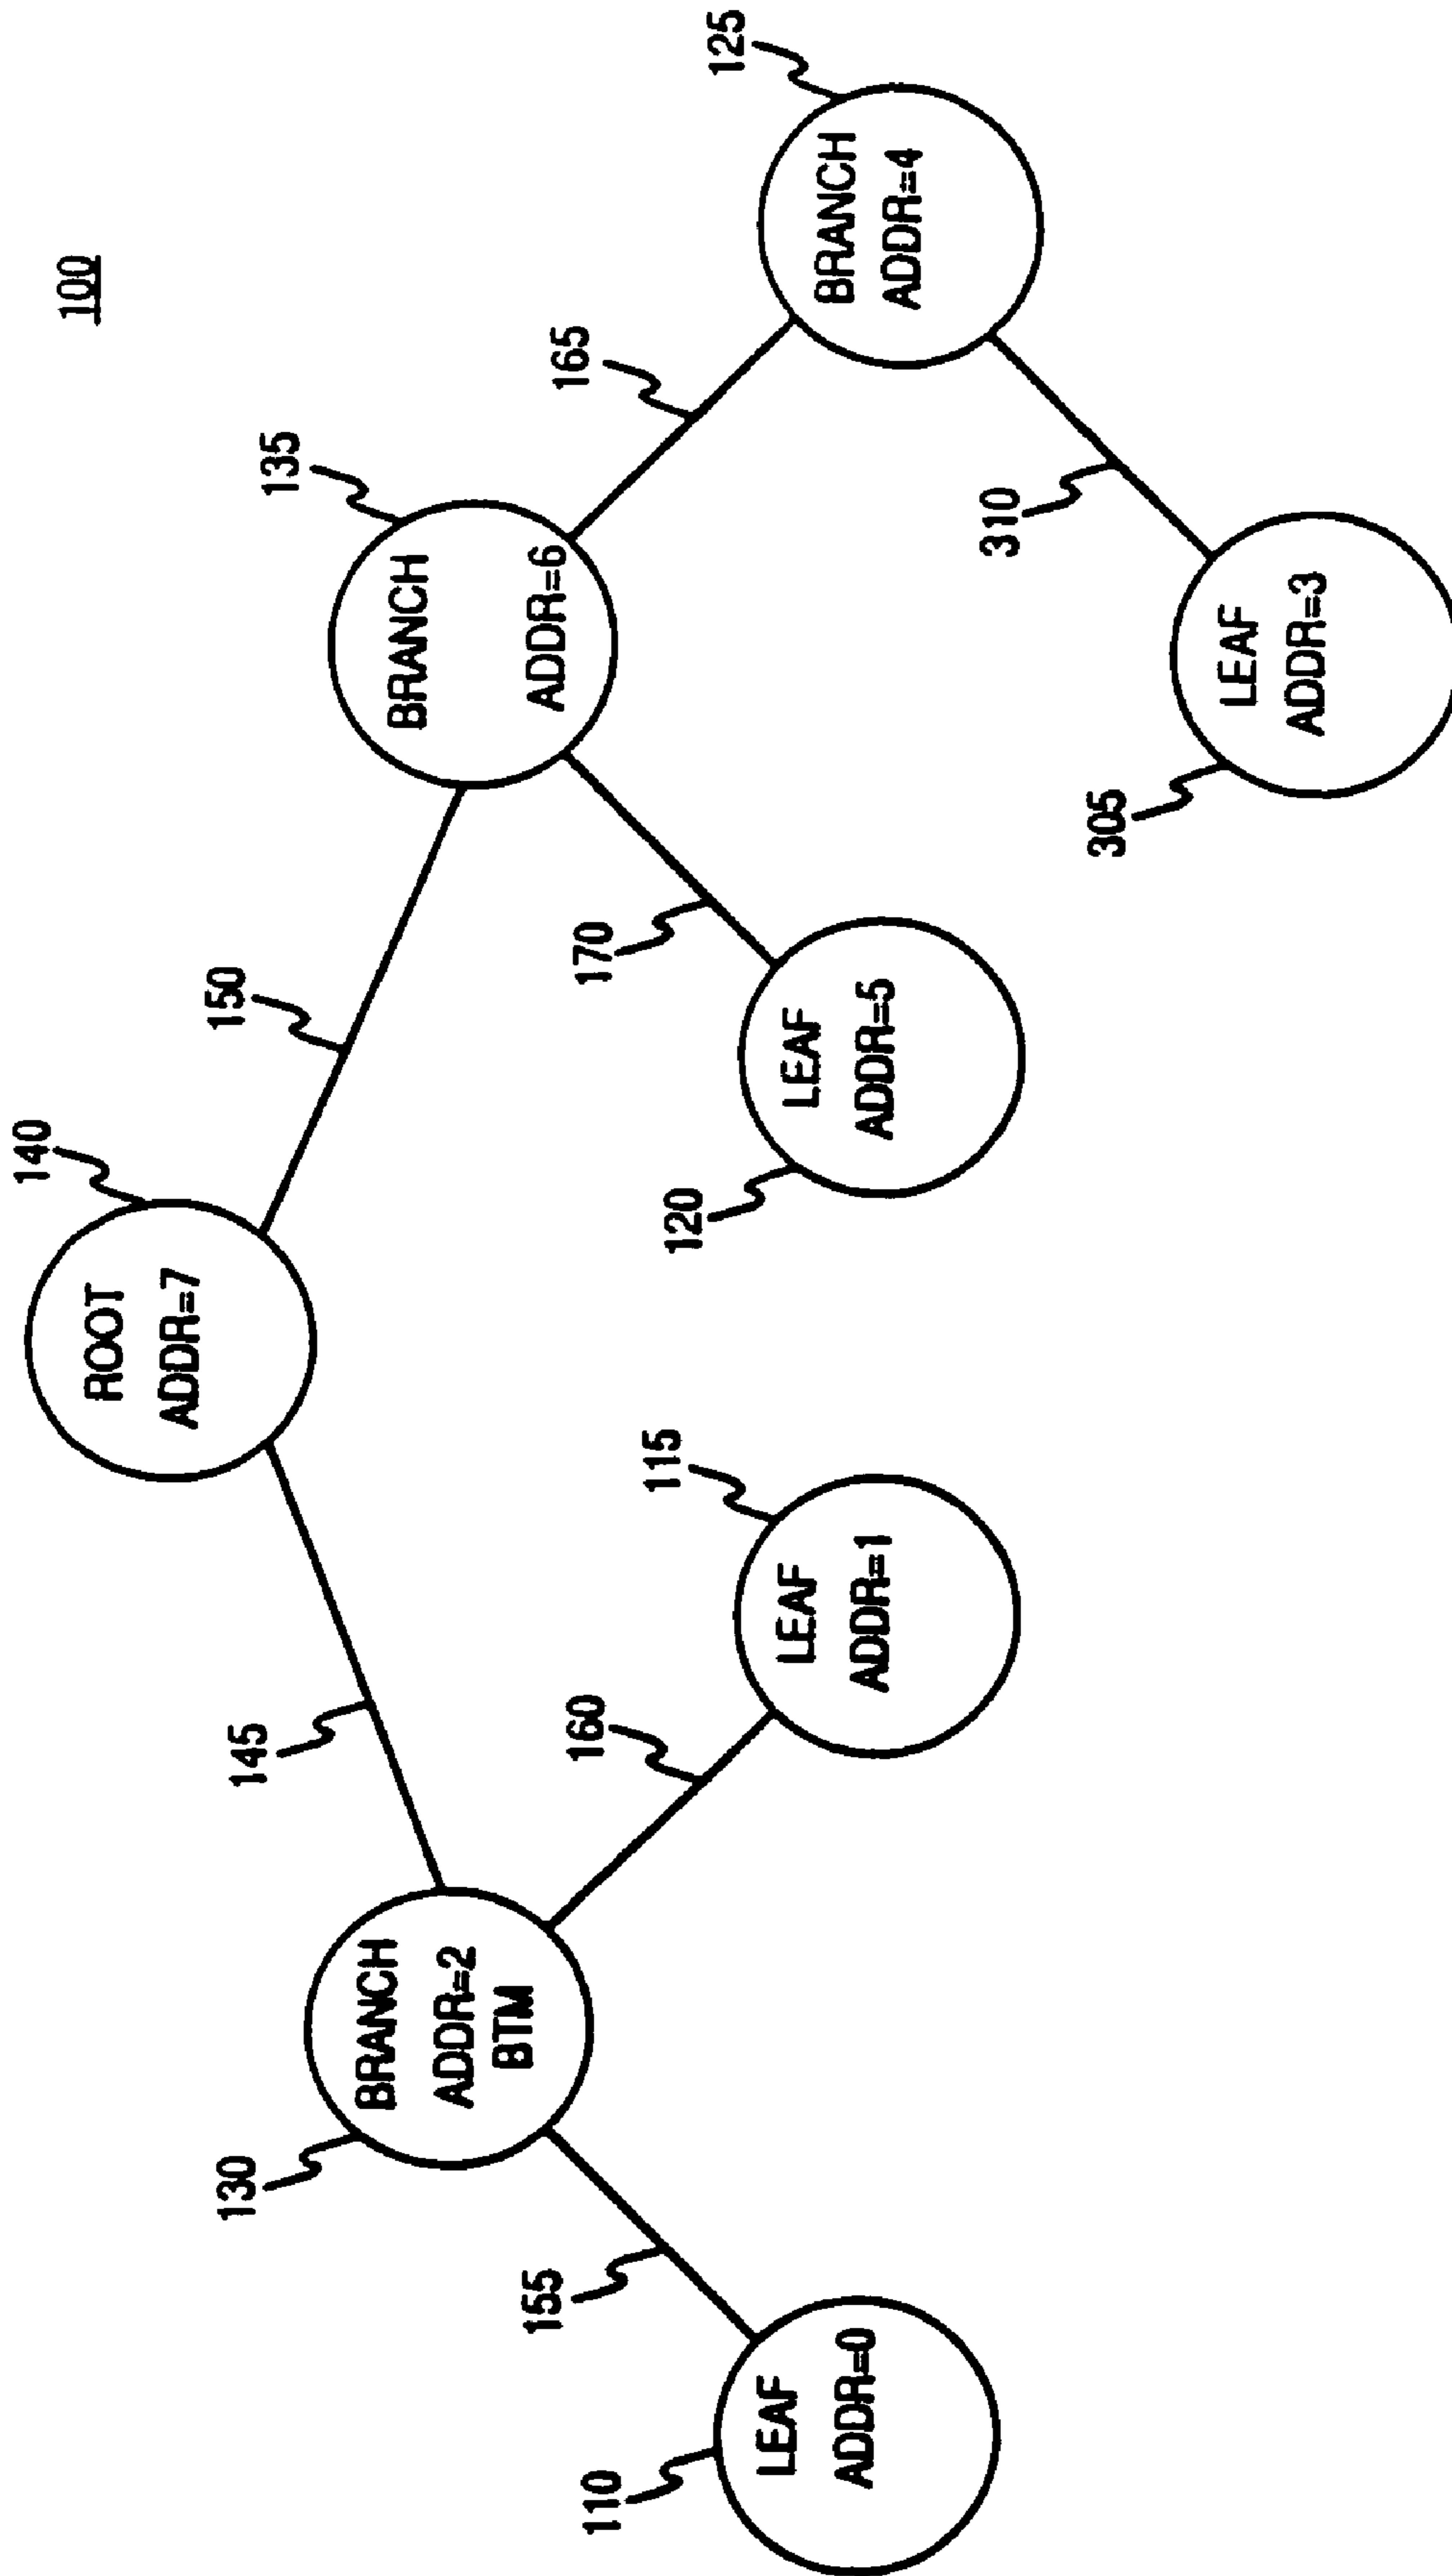 100
140
ROOT
ADDR=7
145
150
130
BRANCH
ADDR=2
BTM
135
BRANCH
ADDR=6
155
160
170
165
110
LEAF
ADDR=0
115
LEAF
ADDR=1
120
LEAF
ADDR=5
125
BRANCH
ADDR=4
310
305
LEAF
ADDR=3